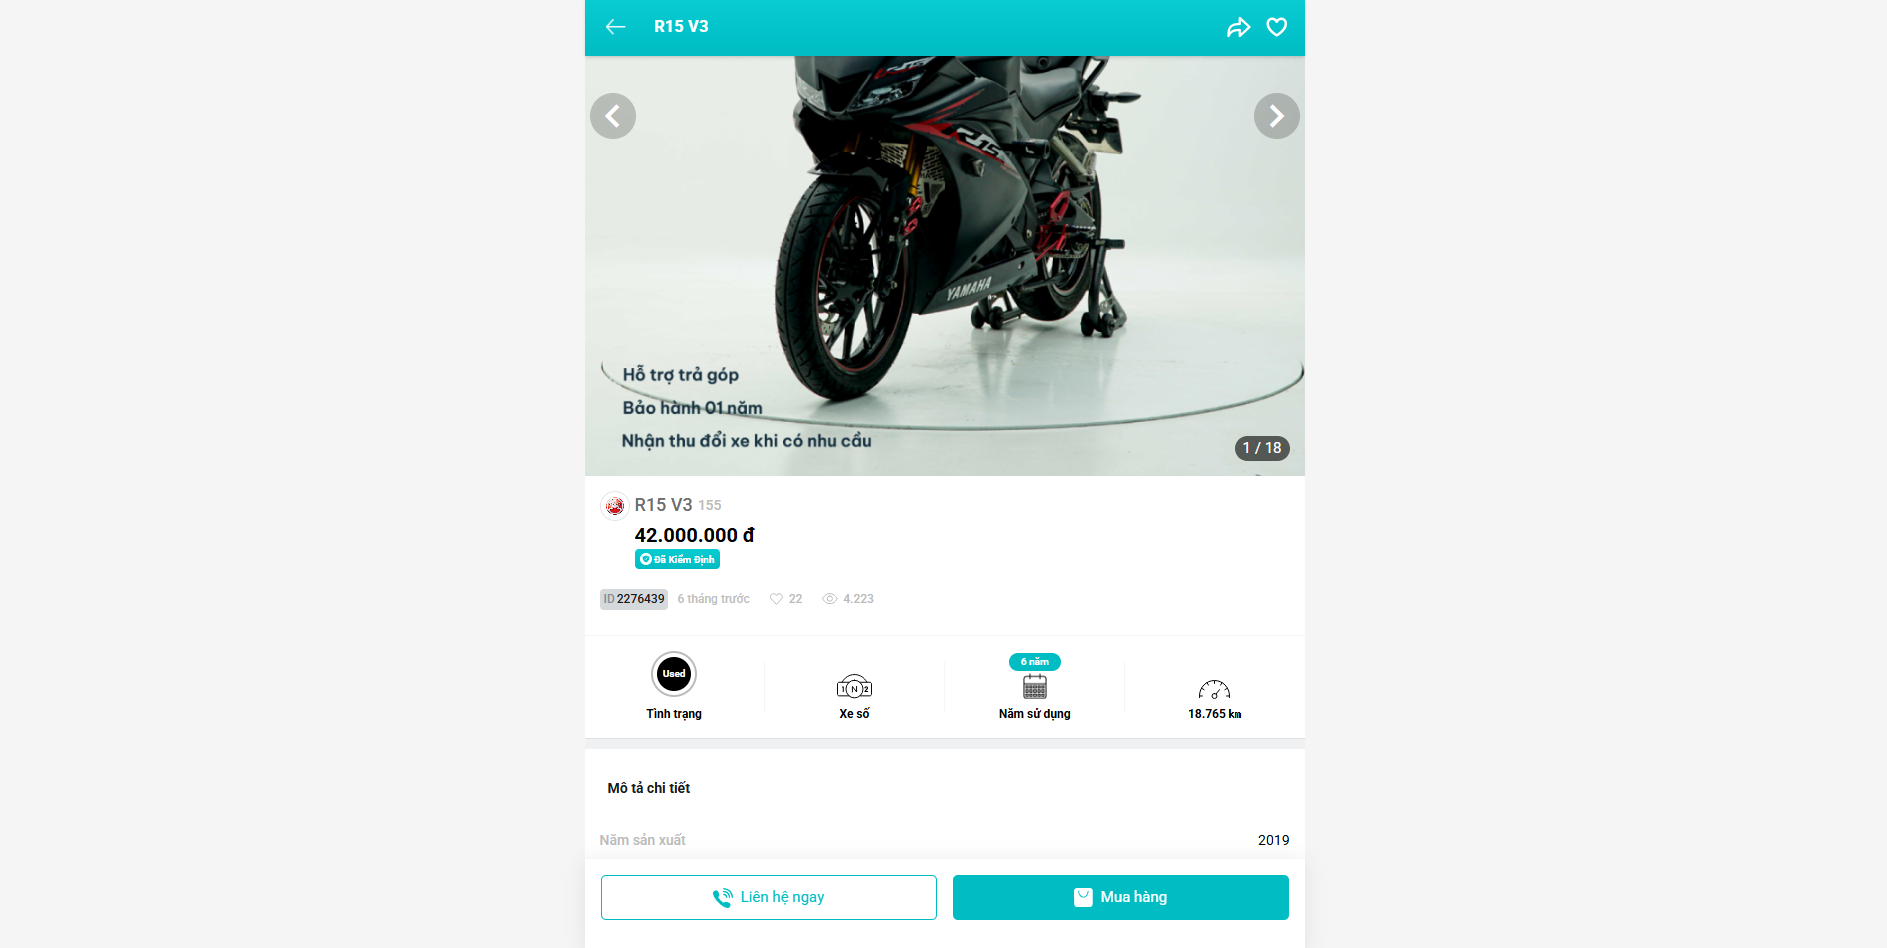 R15 V3
YAMAHA
Hỗ trợ trả góp
Bảo hành 01 năm
Nhận thu đổi xe khi có nhu cầu
1 / 18
R15 V3 155
42.000.000 đ
Đã Kiểm Định
ID 2276439 6 tháng trước 22 4.223
Used
Tình trạng
1 N 2
Xe số
6 năm
Năm sử dụng
18.765 km
Mô tả chi tiết
Năm sản xuất 2019
Liên hệ ngay
Mua hàng